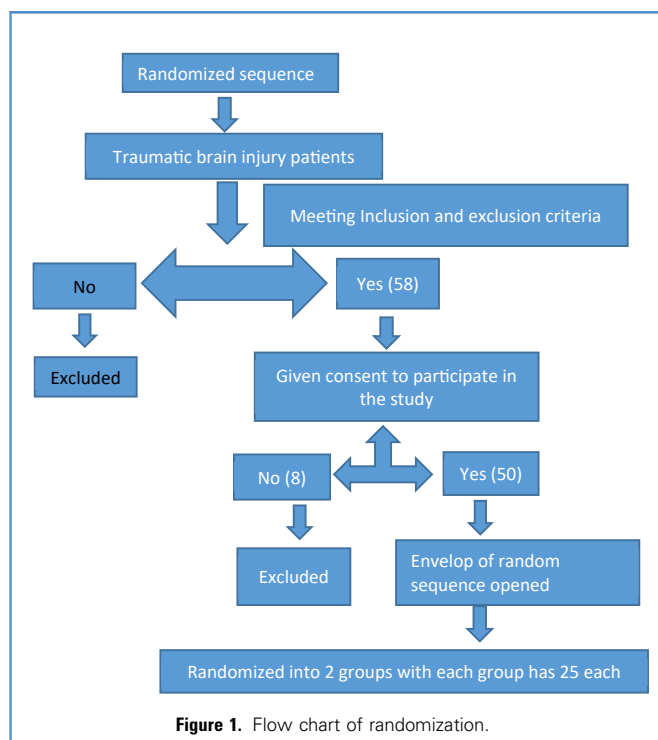 Randomized sequence
Traumatic brain injury patients
Meeting Inclusion and exclusion criteria
No
Yes (58)
Excluded
Given consent to participate in
the study
No (8)
Yes (50)
Excluded
Envelop of random
sequence opened
Randomized into 2 groups with each group has 25 each
Figure 1. Flow chart of randomization.